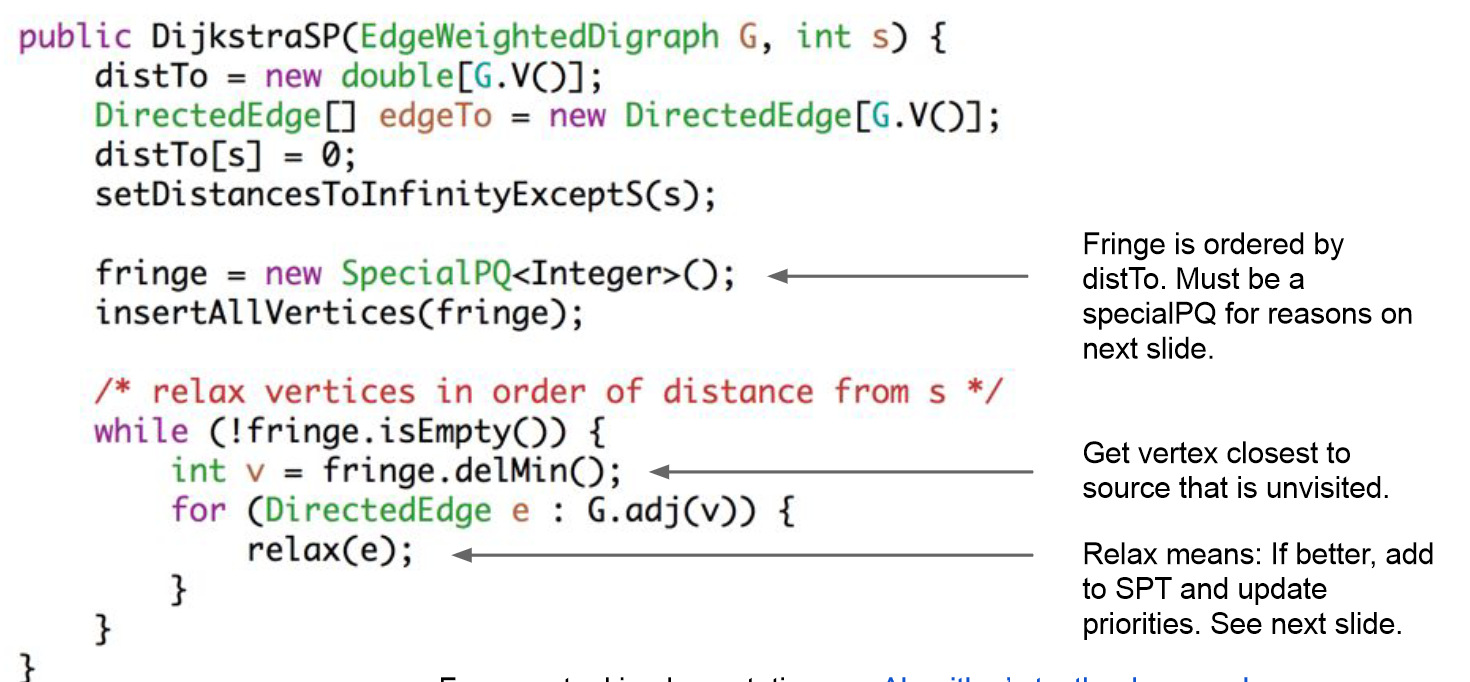 public DijkstraSP(EdgeWeightedDigraph G, int s) {
distTo = new double[G.V()];
DirectedEdge[] edgeTo = new DirectedEdge[G.V()];
distTo[s] = 0;
setDistancesToInfinityExceptS(s);
fringe = new SpecialPQ<Integer>();
insertAllVertices(fringe);
/* relax vertices in order of distance from s */
while (!fringe.isEmpty()) {
int v = fringe.delMin();
for (DirectedEdge e : G.adj(v)) {
relax(e);
}
}
}
Fringe is ordered by
distTo. Must be a
specialPQ for reasons on
next slide.
Get vertex closest to
source that is unvisited.
Relax means: If better, add
to SPT and update
priorities. See next slide.